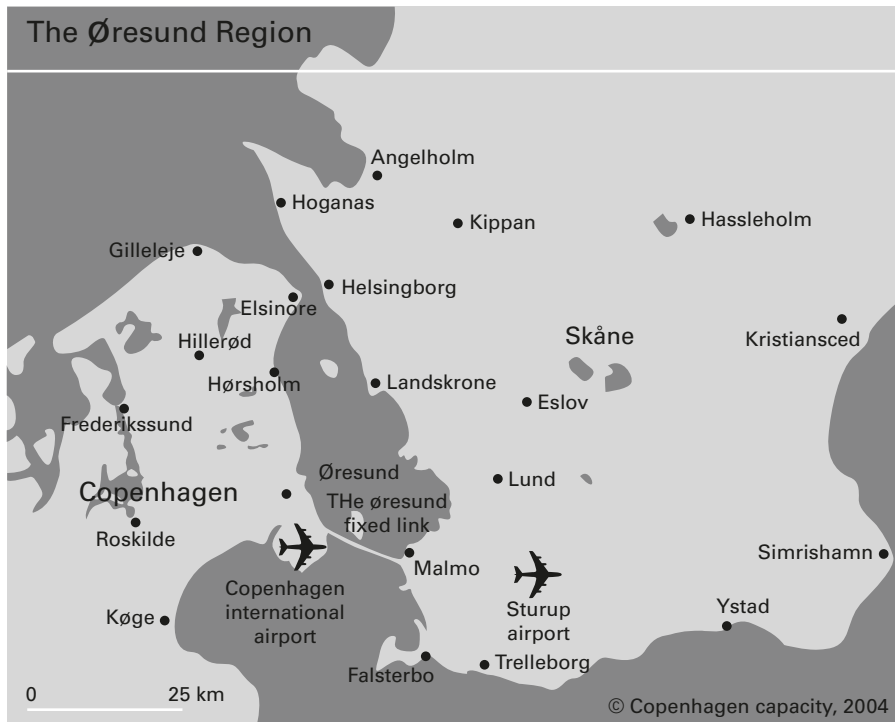 The Øresund Region
Angelholm
Hoganas
Kippan
Hassleholm
Gilleleje
Helsingborg
Elsinore
Skåne
Kristiansced
Hillerød
Hørsholm
Landskrone
Eslov
Frederikssund
Øresund
Lund
Copenhagen
THe øresund
fixed link
Roskilde
Malmo
Simrishamn
Copenhagen
international
airport
Sturup
airport
Ystad
Køge
Falsterbo
Trelleborg
0 25 km
© Copenhagen capacity, 2004